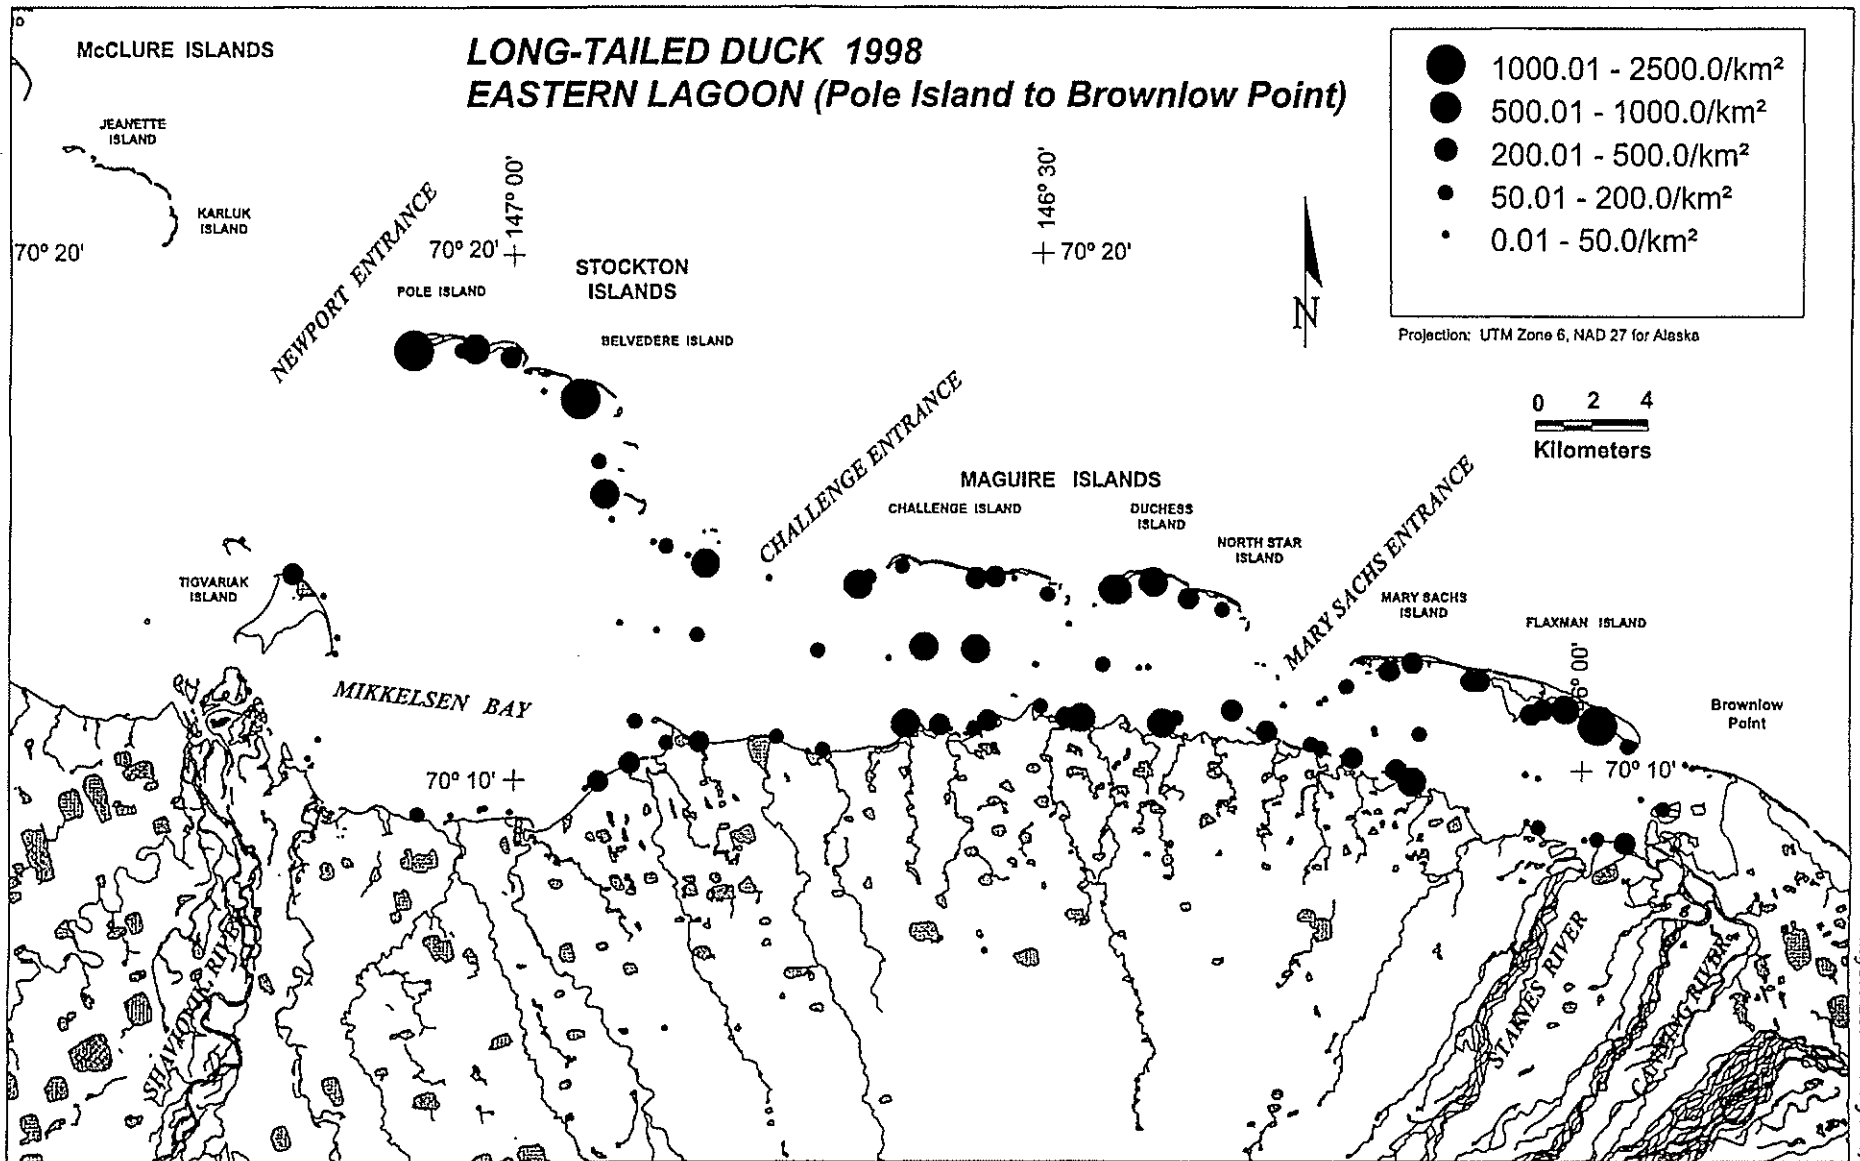 McCLURE ISLANDS
LONG-TAILED DUCK 1998
EASTERN LAGOON (Pole Island to Brownlow Point)
1000.01 - 2500.0/km²
500.01 - 1000.0/km²
200.01 - 500.0/km²
50.01 - 200.0/km²
0.01 - 50.0/km²
Projection: UTM Zone 6, NAD 27 for Alaska
JEANETTE
ISLAND
KARLUK
ISLAND
70° 20'
NEWPORT ENTRANCE
70° 20'
147° 00'
146° 30'
70° 20'
N
STOCKTON
ISLANDS
POLE ISLAND
BELVEDERE ISLAND
0 2 4
Kilometers
CHALLENGE ENTRANCE
MAGUIRE ISLANDS
CHALLENGE ISLAND
DUCHESS
ISLAND
NORTH STAR
ISLAND
MARY SACHS ENTRANCE
TIGVARIAK
ISLAND
MARY SACHS
ISLAND
FLAXMAN ISLAND
MIKKELSEN BAY
Brownlow
Point
70° 10'
70° 10'
SHAVIOVIK RIVER
STAINES RIVER
CANNING RIVER